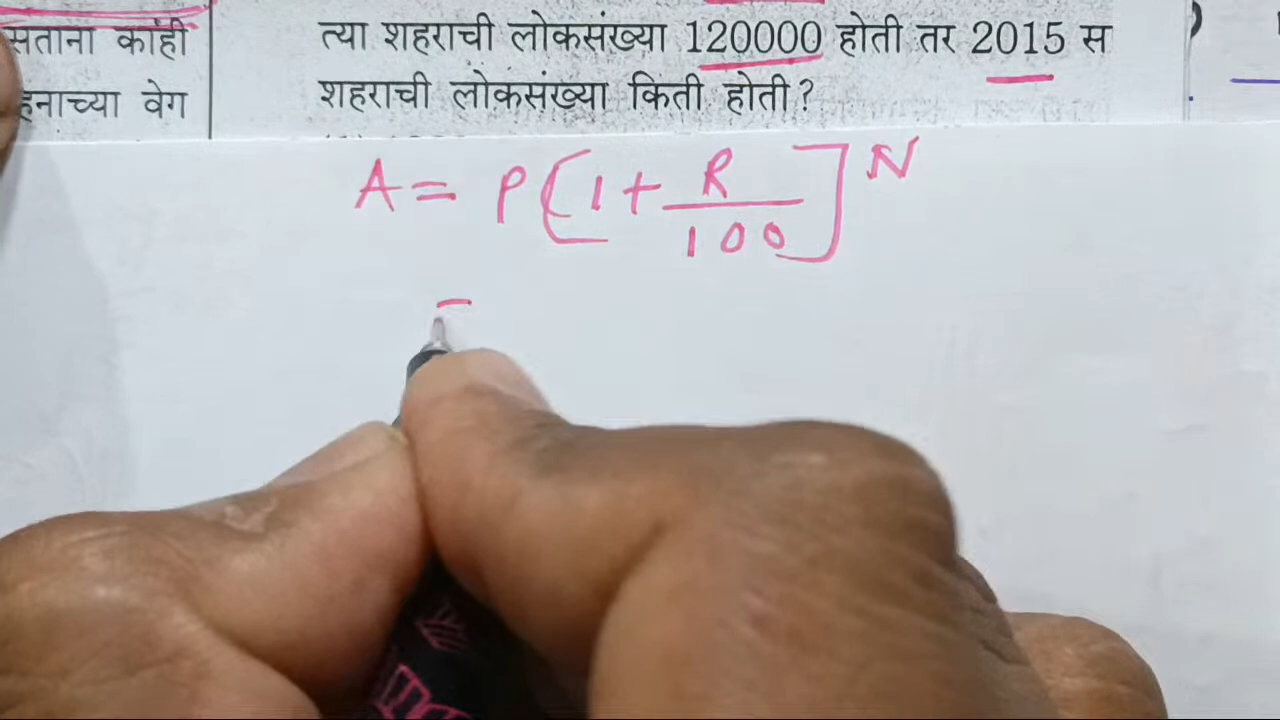 सताना काही
हनाच्या वेग
त्या शहराची लोकसंख्या 120000 होती तर 2015 स
शहराची लोकसंख्या किती होती?
A = P[1 + R/100]^N